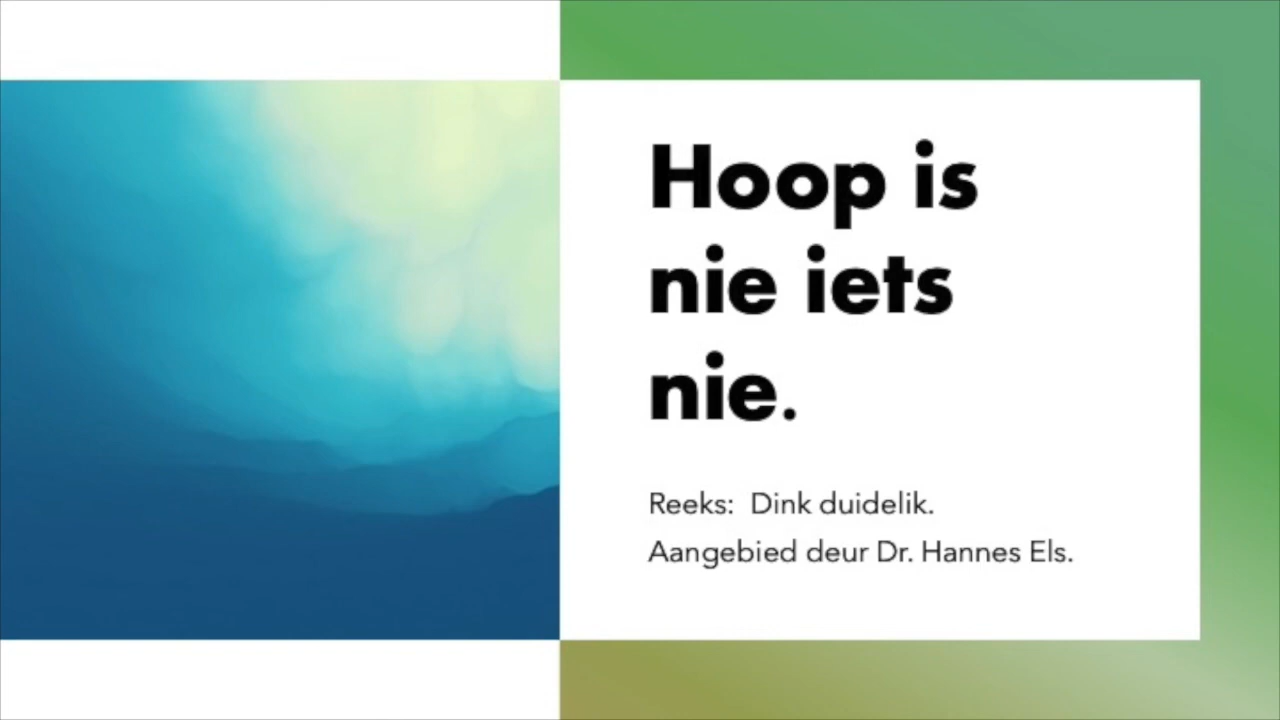 Hoop is
nie iets
nie.
Reeks:  Dink duidelik.
Aangebied deur Dr. Hannes Els.